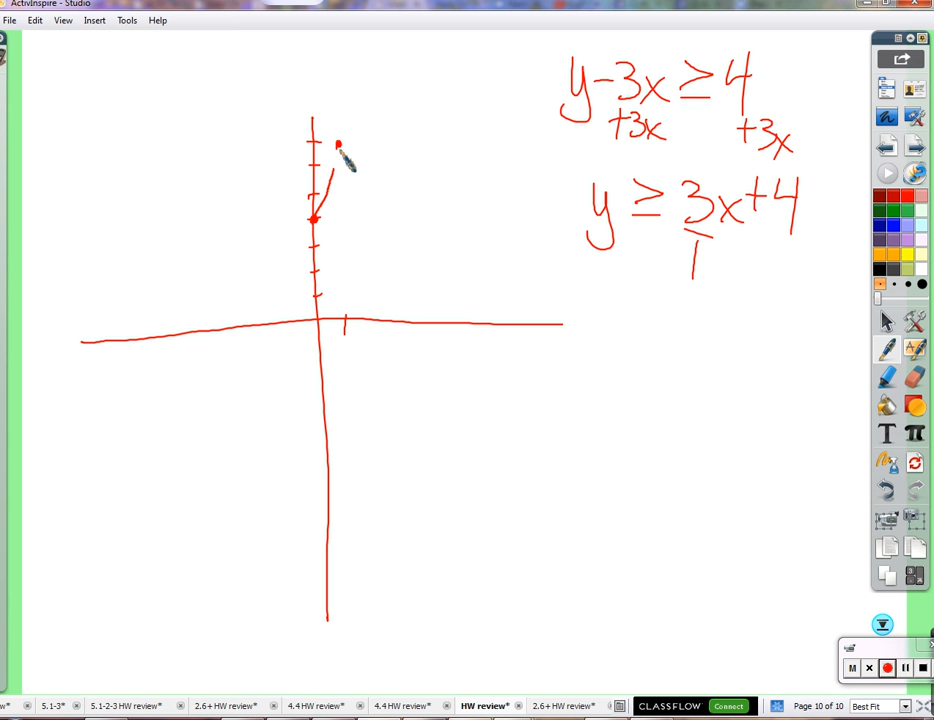 ActivInspire - Studio
File Edit View Insert Tools Help
y-3x ≥ 4
+3x +3x
y ≥ 3x+4
1
5.1-3* 5.1-2-3 HW review* 2.6+ HW review* 4.4 HW review* 4.4 HW review* HW review* 2.6+ HW review* CLASSFLOW Connect Page 10 of 10 Best Fit